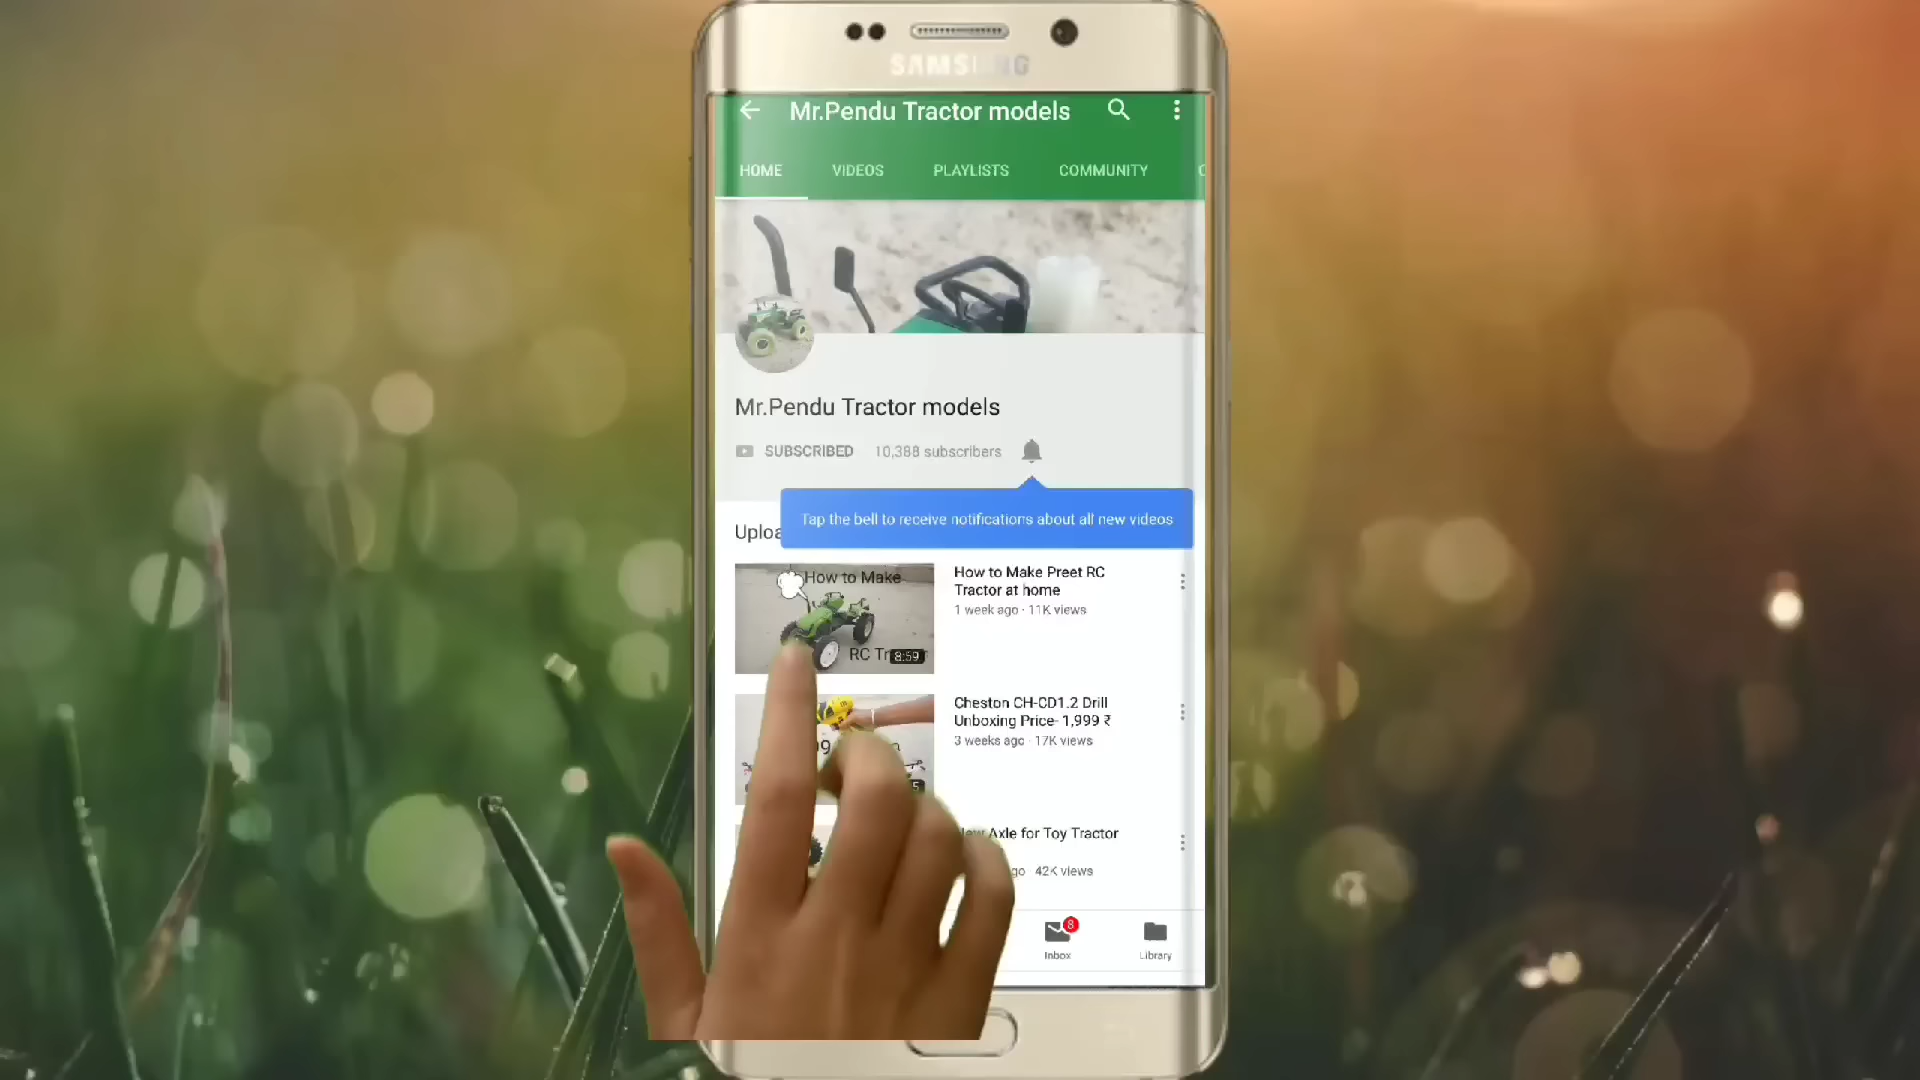 SAMSUNG
Mr.Pendu Tractor models
HOME VIDEOS PLAYLISTS COMMUNITY
Mr.Pendu Tractor models
SUBSCRIBED 10,388 subscribers
Tap the bell to receive notifications about all new videos
How to Make
RC
8:59
How to Make Preet RC
Tractor at home
1 week ago · 11K views
Cheston CH-CD1.2 Drill
Unboxing Price- 1,999 ₹
3 weeks ago · 17K views
New Axle for Toy Tractor
42K views
8
Inbox
Library